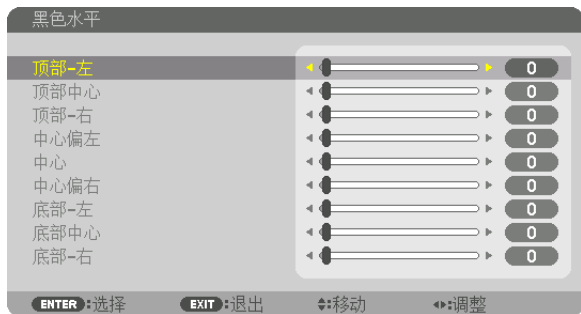 黑色水平
顶部-左 0
顶部中心 0
顶部-右 0
中心偏左 0
中心 0
中心偏右 0
底部-左 0
底部中心 0
底部-右 0
ENTER:选择 EXIT:退出 :移动 :调整